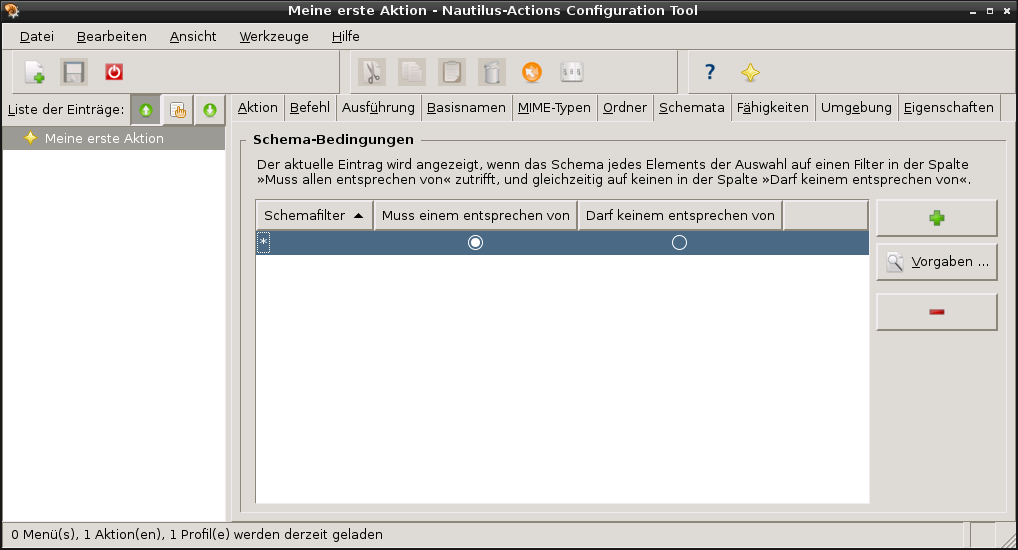 Meine erste Aktion - Nautilus-Actions Configuration Tool
Datei Bearbeiten Ansicht Werkzeuge Hilfe
Liste der Einträge:
Aktion Befehl Ausführung Basisnamen MIME-Typen Ordner Schemata Fähigkeiten Umgebung Eigenschaften
Meine erste Aktion
Schema-Bedingungen
Der aktuelle Eintrag wird angezeigt, wenn das Schema jedes Elements der Auswahl auf einen Filter in der Spalte
»Muss allen entsprechen von« zutrifft, und gleichzeitig auf keinen in der Spalte »Darf keinem entsprechen von«.
Schemafilter Muss einem entsprechen von Darf keinem entsprechen von
*
Vorgaben ...
0 Menü(s), 1 Aktion(en), 1 Profil(e) werden derzeit geladen